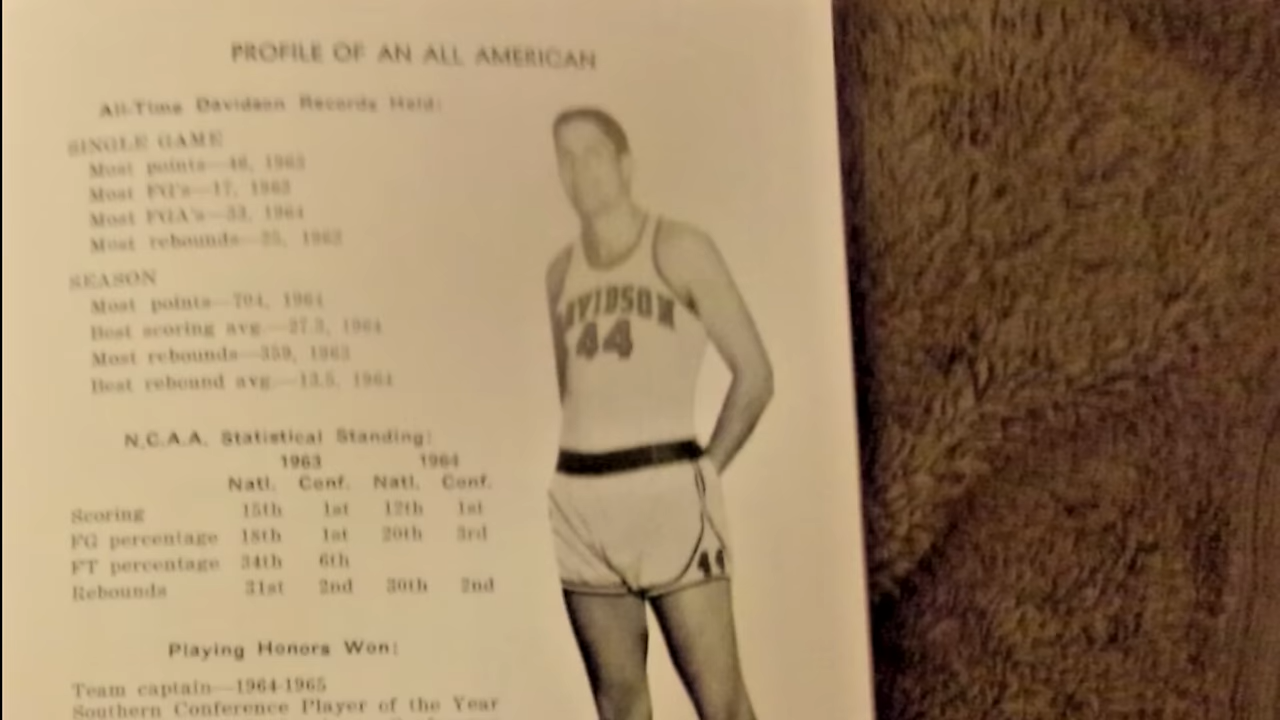 PROFILE OF AN ALL AMERICAN
All-Time Davidson Records Held:
SINGLE GAME
Most points—46, 1963
Most FG's—17, 1963
Most FGA's—33, 1964
Most rebounds—25, 1963
SEASON
Most points—704, 1964
Best scoring avg.—27.3, 1964
Most rebounds—359, 1963
Best rebound avg.—13.5, 1964
N.C.A.A. Statistical Standing:
1963 1964
Natl. Conf. Natl. Conf.
Scoring 15th 1st 12th 1st
FG percentage 18th 1st 20th 3rd
FT percentage 34th 6th
Rebounds 31st 2nd 30th 2nd
Playing Honors Won:
Team captain—1964-1965
Southern Conference Player of the Year
AVIDSON
44
44